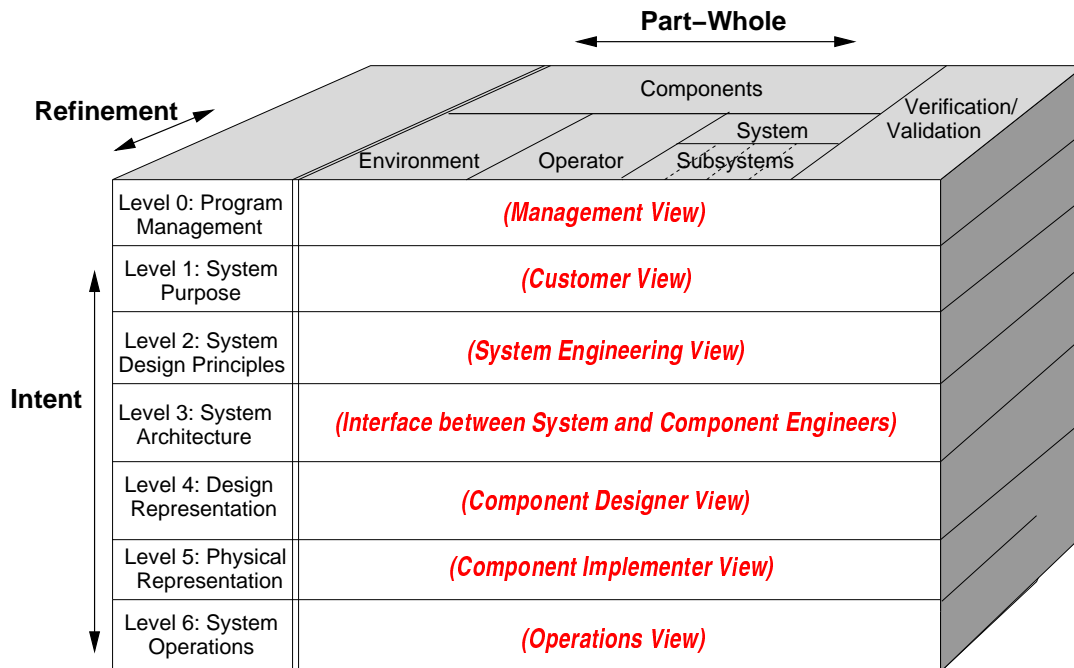 Part–Whole
Refinement
Components
Verification/
Validation
System
Environment
Operator
Subsystems
Intent
Level 0: Program
Management
(Management View)
Level 1: System
Purpose
(Customer View)
Level 2: System
Design Principles
(System Engineering View)
Level 3: System
Architecture
(Interface between System and Component Engineers)
Level 4: Design
Representation
(Component Designer View)
Level 5: Physical
Representation
(Component Implementer View)
Level 6: System
Operations
(Operations View)